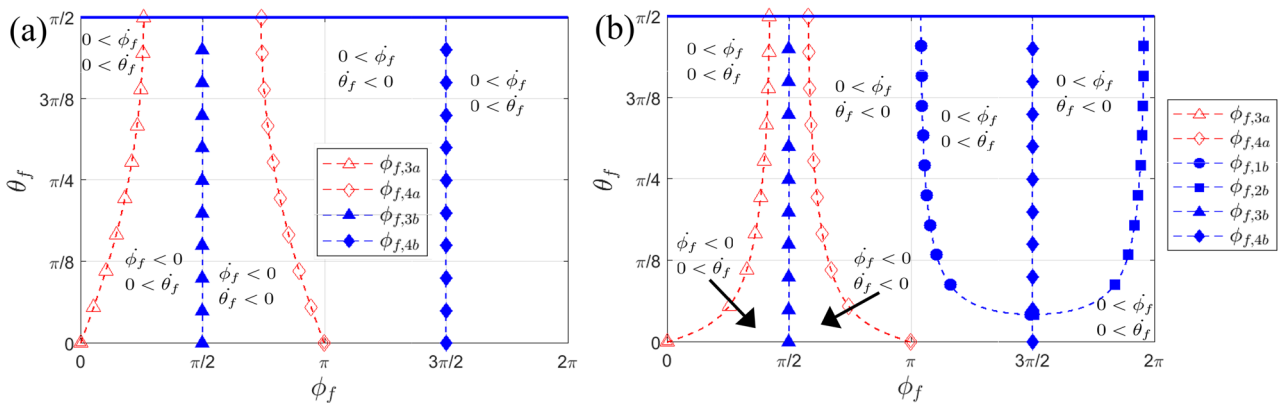 (a)
π/2
3π/8
π/4
π/8
0
θ_f
0 < ϕ̇_f
0 < θ̇_f
0 < ϕ̇_f
θ̇_f < 0
0 < ϕ̇_f
0 < θ̇_f
ϕ̇_f < 0
0 < θ̇_f
ϕ̇_f < 0
θ̇_f < 0
ϕ_{f,3a}
ϕ_{f,4a}
ϕ_{f,3b}
ϕ_{f,4b}
0
π/2
π
3π/2
2π
ϕ_f
(b)
π/2
3π/8
π/4
π/8
0
θ_f
0 < ϕ̇_f
0 < θ̇_f
0 < ϕ̇_f
θ̇_f < 0
0 < ϕ̇_f
0 < θ̇_f
0 < ϕ̇_f
θ̇_f < 0
ϕ̇_f < 0
0 < θ̇_f
ϕ̇_f < 0
θ̇_f < 0
0 < ϕ̇_f
0 < θ̇_f
0
π/2
π
3π/2
2π
ϕ_f
ϕ_{f,3a}
ϕ_{f,4a}
ϕ_{f,1b}
ϕ_{f,2b}
ϕ_{f,3b}
ϕ_{f,4b}